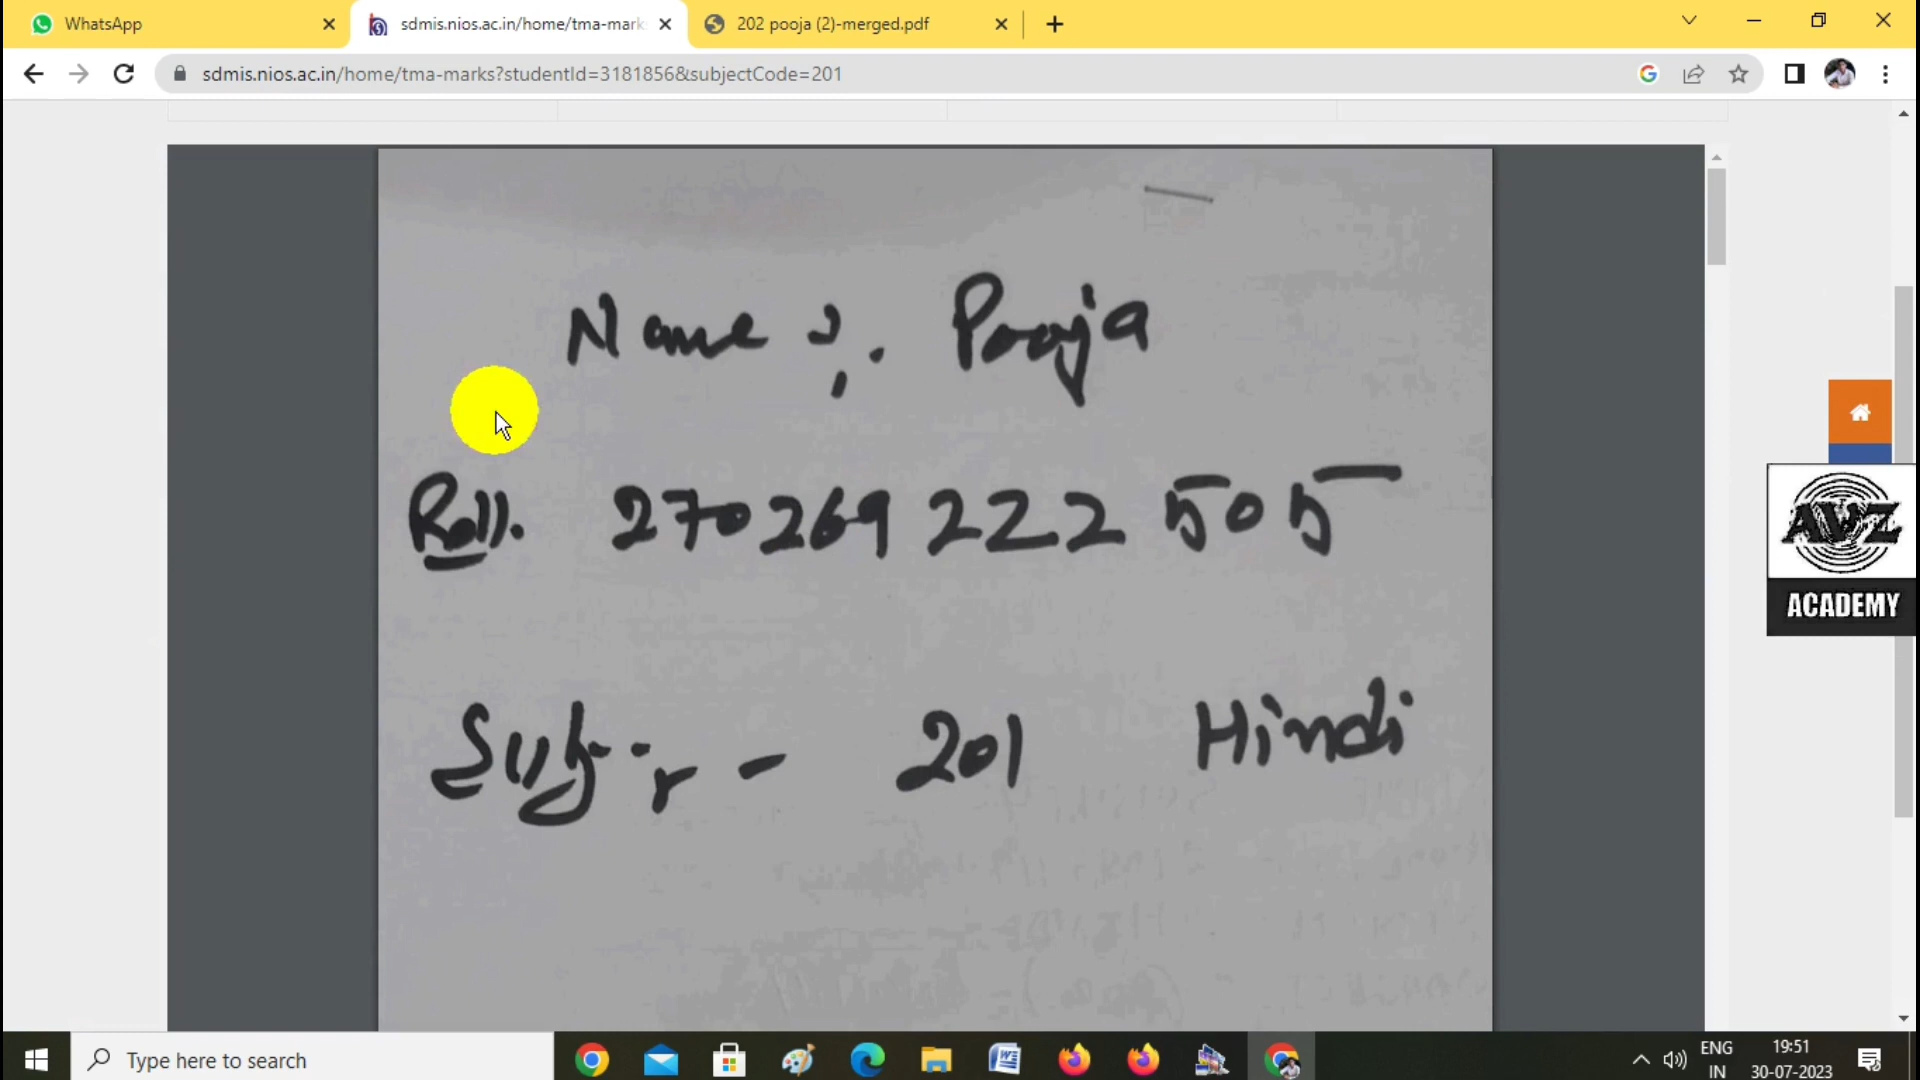 WhatsApp
sdmis.nios.ac.in/home/tma-mark
202 pooja (2)-merged.pdf
sdmis.nios.ac.in/home/tma-marks?studentId=3181856&subjectCode=201
Name :. Pooja
Roll. 270269222505
Sub - 201 Hindi
AVZ
ACADEMY
Type here to search
ENG
IN
19:51
30-07-2023